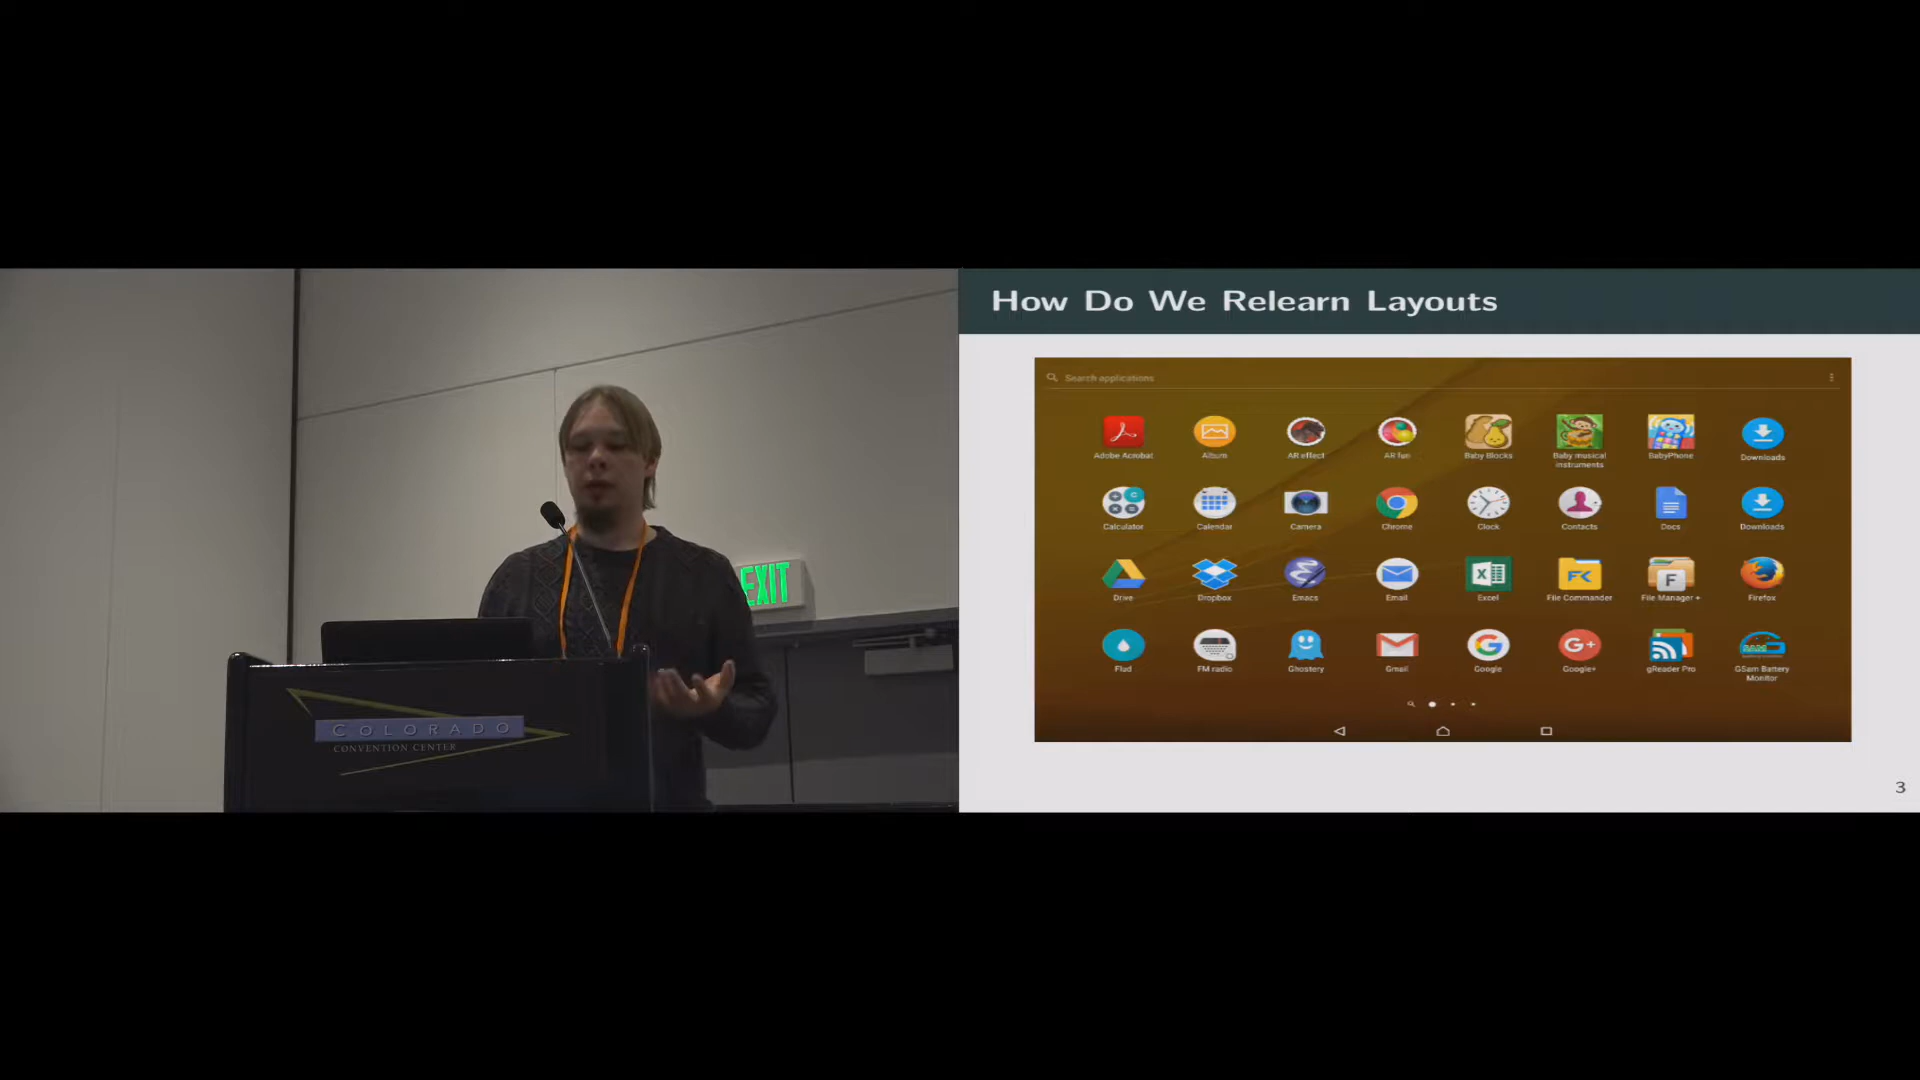 How Do We Relearn Layouts
Search applications
Adobe Acrobat
Album
AR effect
AR fun
Baby Blocks
Baby musical
instruments
BabyPhone
Downloads
Calculator
Calendar
Camera
Chrome
Clock
Contacts
Docs
Downloads
Drive
Dropbox
Emacs
Email
Excel
File Commander
File Manager +
Firefox
Flud
FM radio
Ghostery
Gmail
Google
Google+
gReader Pro
GSam Battery
Monitor
3
EXIT
COLORADO
CONVENTION CENTER